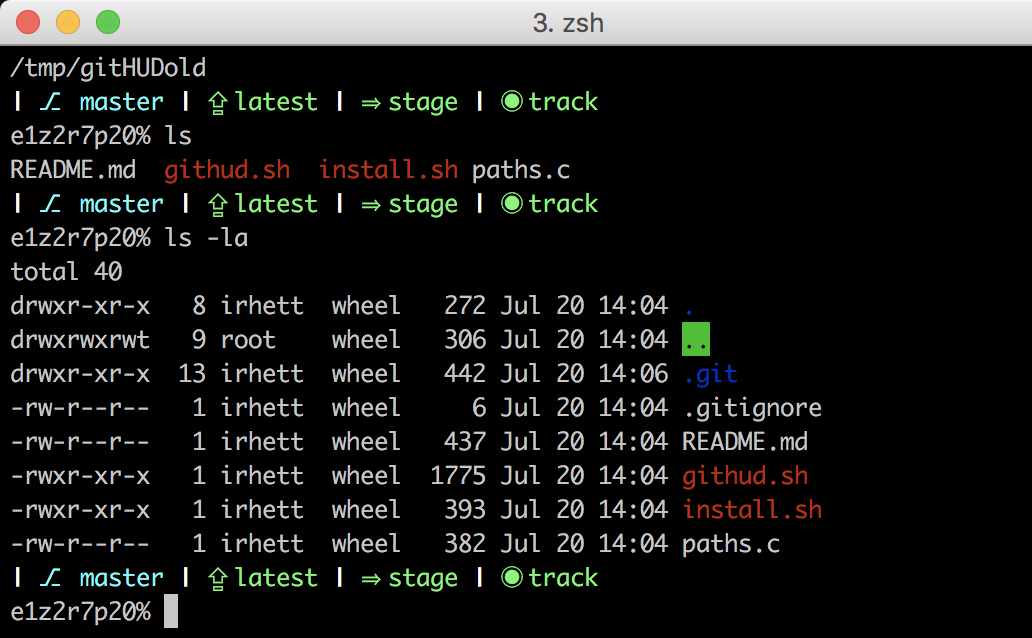 3. zsh
/tmp/gitHUDold
| ⎇ master | ⇪latest | ⇒stage | ◉track
e1z2r7p20% ls
README.md  githud.sh  install.sh paths.c
| ⎇ master | ⇪latest | ⇒stage | ◉track
e1z2r7p20% ls -la
total 40
drwxr-xr-x   8 irhett  wheel   272 Jul 20 14:04 .
drwxrwxrwt   9 root    wheel   306 Jul 20 14:04 ..
drwxr-xr-x  13 irhett  wheel   442 Jul 20 14:06 .git
-rw-r--r--   1 irhett  wheel     6 Jul 20 14:04 .gitignore
-rw-r--r--   1 irhett  wheel   437 Jul 20 14:04 README.md
-rwxr-xr-x   1 irhett  wheel  1775 Jul 20 14:04 githud.sh
-rwxr-xr-x   1 irhett  wheel   393 Jul 20 14:04 install.sh
-rw-r--r--   1 irhett  wheel   382 Jul 20 14:04 paths.c
| ⎇ master | ⇪latest | ⇒stage | ◉track
e1z2r7p20%